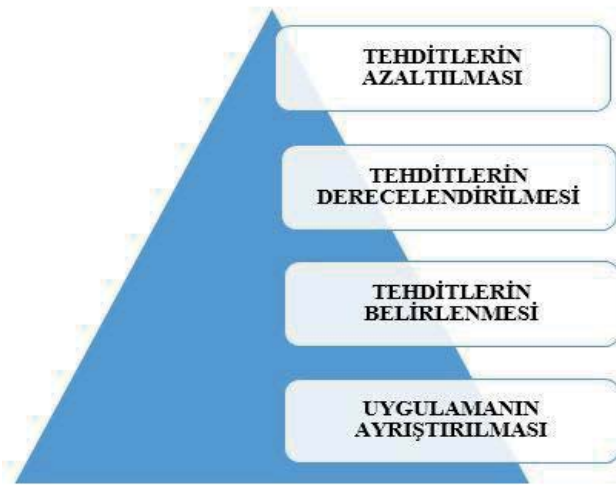 TEHDİTLERİN
AZALTILMASI
TEHDİTLERİN
DERECELENDİRİLMESİ
TEHDİTLERİN
BELİRLENMESİ
UYGULAMANIN
AYRIŞTIRILMASI